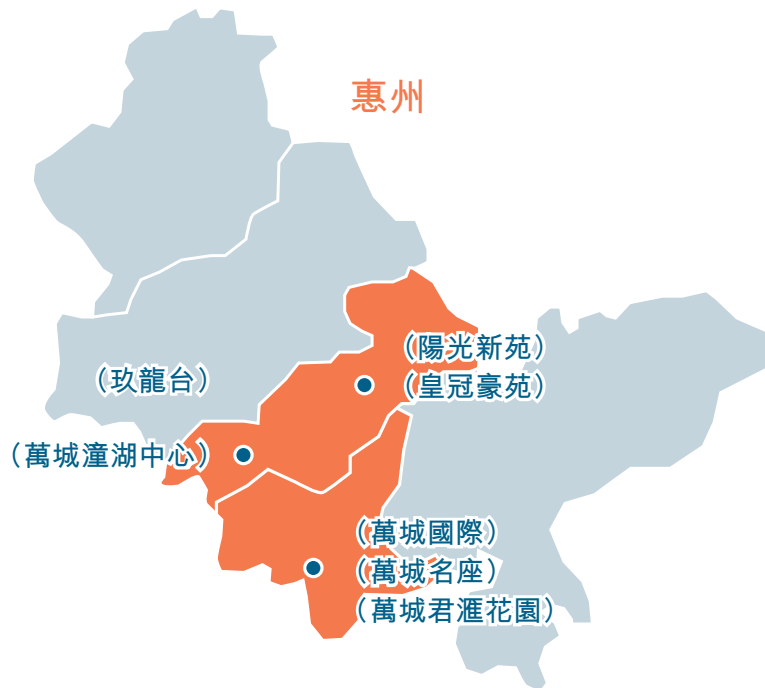 惠州
（陽光新苑）
（皇冠豪苑）
（玖龍台）
（萬城潼湖中心）
（萬城國際）
（萬城名座）
（萬城君滙花園）